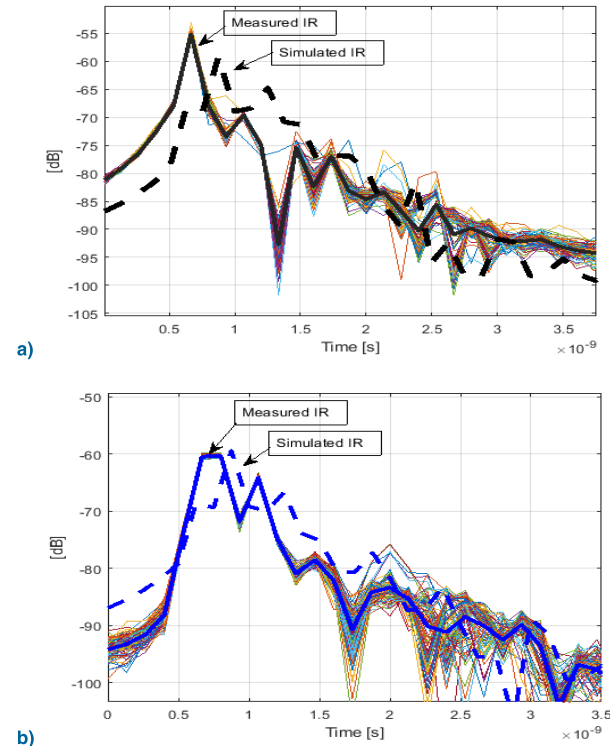 -55
Measured IR
-60
Simulated IR
-65
-70
-75
[dB]
-80
-85
-90
-95
-100
-105
0.5 1 1.5 2 2.5 3 3.5
Time [s]
×10⁻⁹
a)
-50
Measured IR
Simulated IR
-60
-70
[dB]
-80
-90
-100
0 0.5 1 1.5 2 2.5 3 3.5
Time [s]
×10⁻⁹
b)